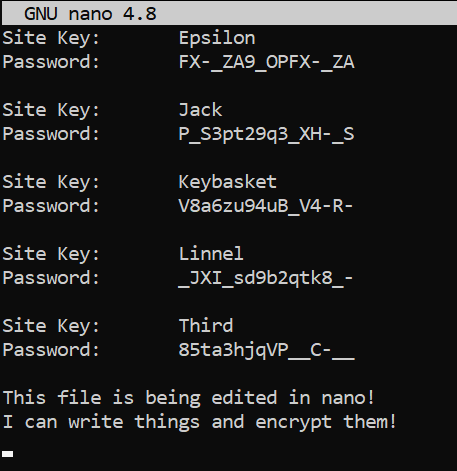 GNU nano 4.8
Site Key: Epsilon
Password: FX-_ZA9_OPFX-_ZA
Site Key: Jack
Password: P_S3pt29q3_XH-_S
Site Key: Keybasket
Password: V8a6zu94uB_V4-R-
Site Key: Linnel
Password: _JXI_sd9b2qtk8_-
Site Key: Third
Password: 85ta3hjqVP__C-__
This file is being edited in nano!
I can write things and encrypt them!